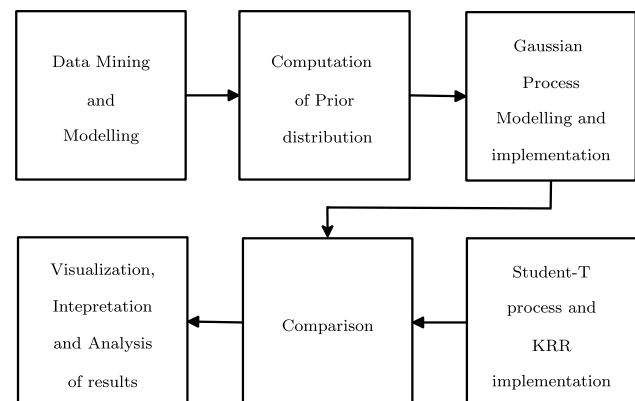 Data Mining
and
Modelling
Computation
of Prior
distribution
Gaussian
Process
Modelling and
implementation
Visualization,
Intepretation
and Analysis
of results
Comparison
Student-T
process and
KRR
implementation